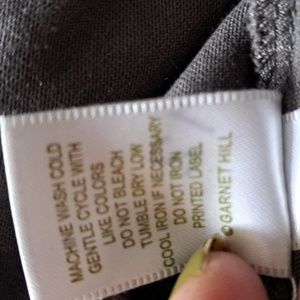 MACHINE WASH COLD
GENTLE CYCLE WITH
LIKE COLORS
DO NOT BLEACH
TUMBLE DRY LOW
COOL IRON IF NECESSARY
DO NOT IRON
PRINTED LABEL
© GARNET HILL